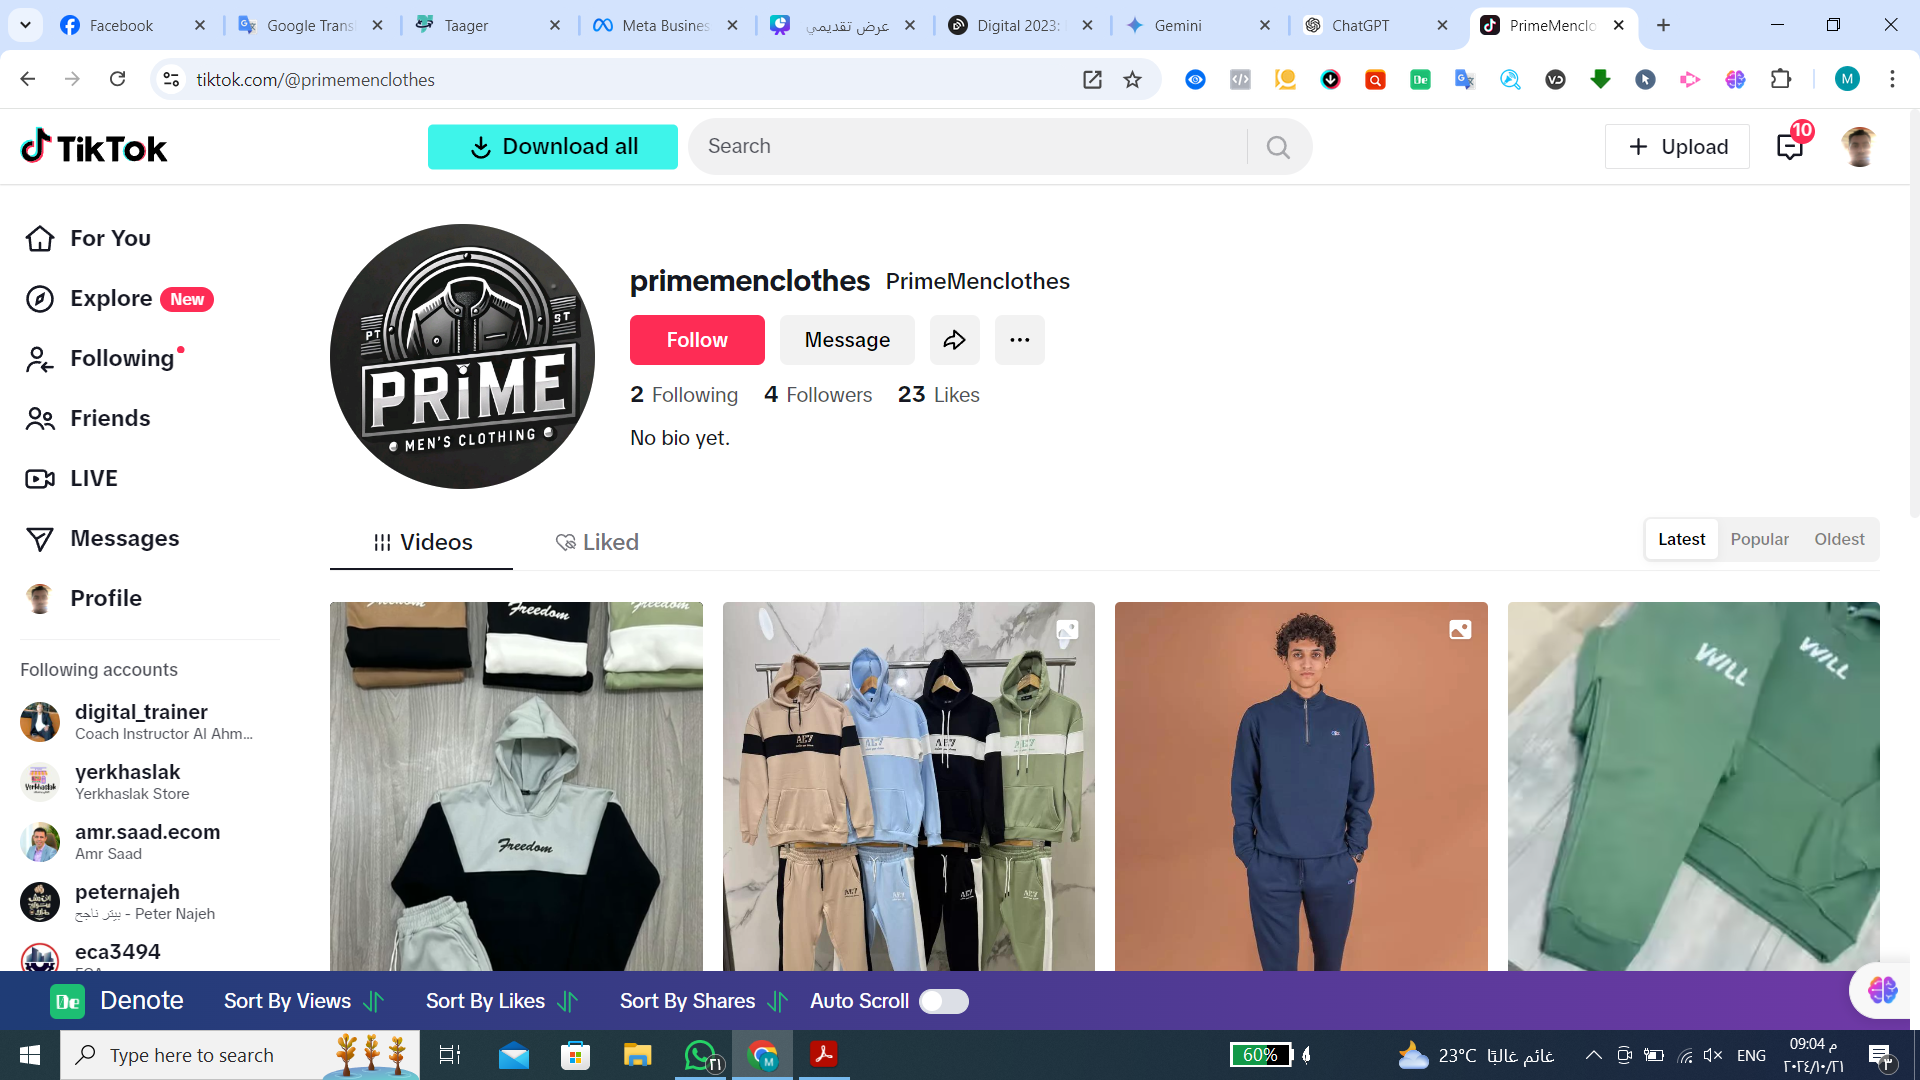 Facebook
Google Trans
Taager
Meta Busines
عرض تقديمي
Digital 2023:
Gemini
ChatGPT
PrimeMenclo
tiktok.com/@primemenclothes
M
TikTok
Download all
Search
Upload
10
For You
Explore New
Following
Friends
LIVE
Messages
Profile
Following accounts
digital_trainer
Coach Instructor Al Ahm...
yerkhaslak
Yerkhaslak Store
amr.saad.ecom
Amr Saad
peternajeh
بيتر ناجح - Peter Najeh
eca3494
PT
ST
PRiME
MEN'S CLOTHING
primemenclothes PrimeMenclothes
Follow
Message
2 Following 4 Followers 23 Likes
No bio yet.
Videos
Liked
Latest
Popular
Oldest
Freedom
Freedom
WILL
WILL
De Denote
Sort By Views
Sort By Likes
Sort By Shares
Auto Scroll
Type here to search
٢١
60%
23°C غائم غالبًا
ENG
09:04 م
٢٠٢٤/١٠/٢١
٣